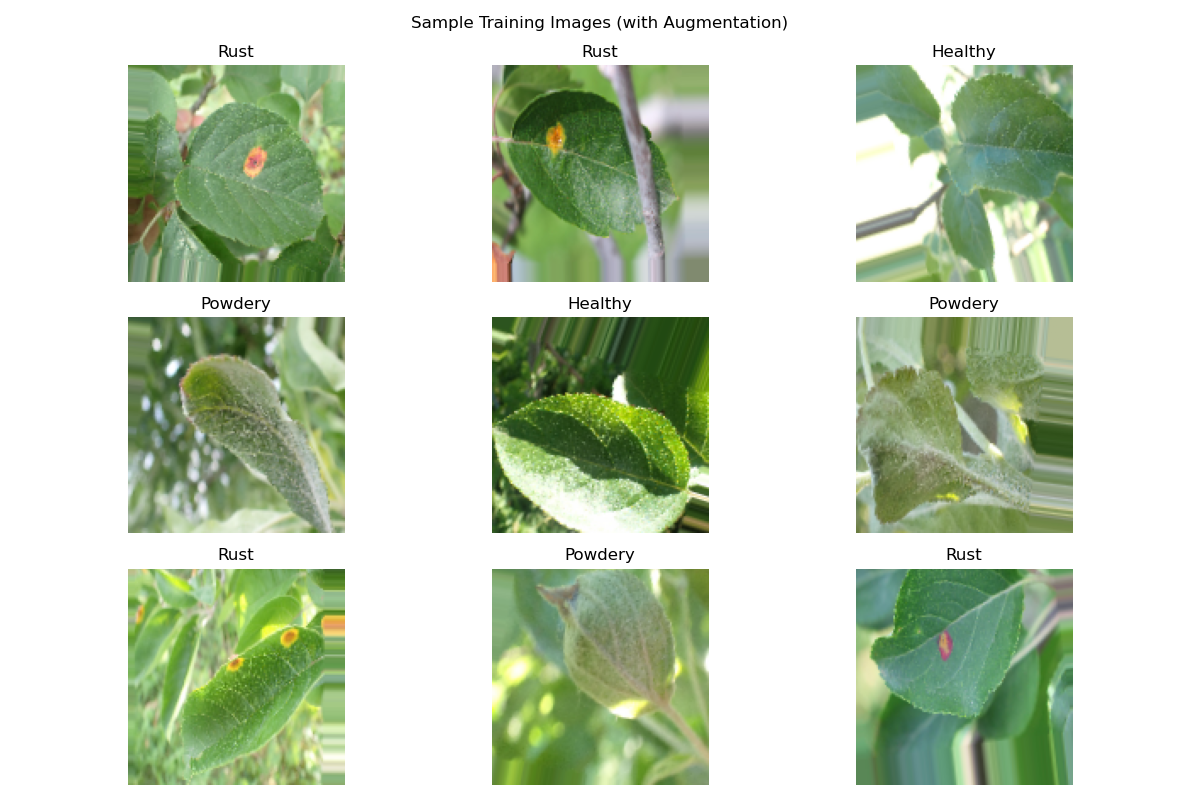 Sample Training Images (with Augmentation)
Rust
Rust
Healthy
Powdery
Healthy
Powdery
Rust
Powdery
Rust